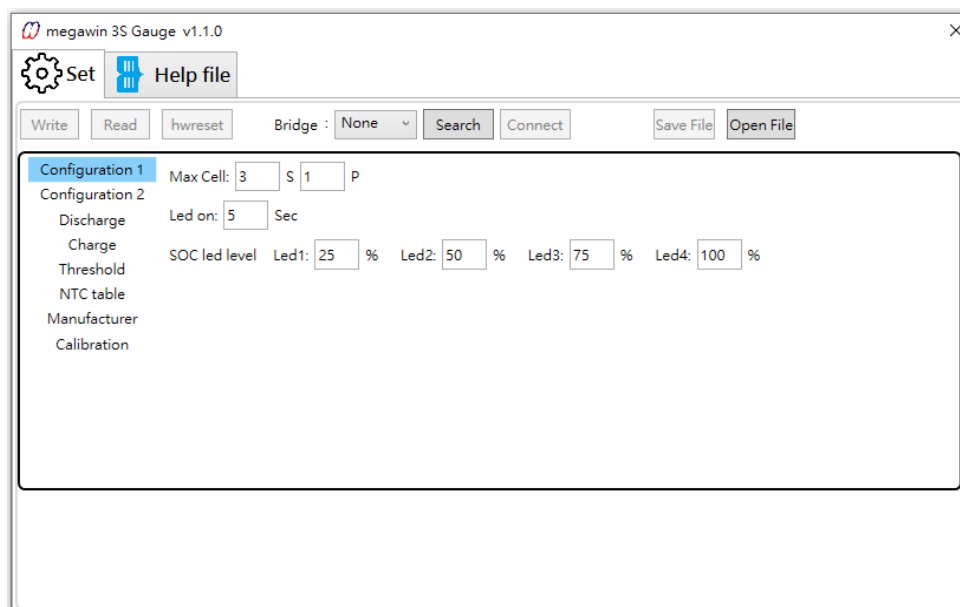 megawin 3S Gauge v1.1.0
Set Help file
Write Read hwreset Bridge : None Search Connect Save File Open File
Configuration 1
Configuration 2
Discharge
Charge
Threshold
NTC table
Manufacturer
Calibration
Max Cell: 3 S 1 P
Led on: 5 Sec
SOC led level Led1: 25 % Led2: 50 % Led3: 75 % Led4: 100 %